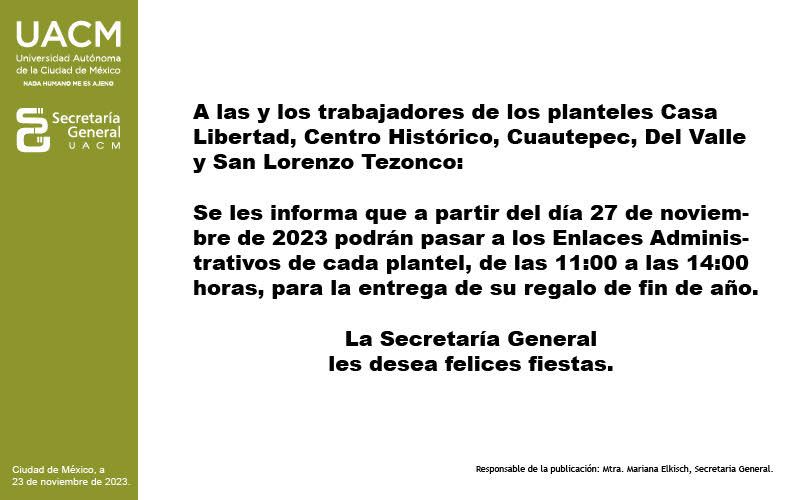 UACM
Universidad Autónoma
de la Ciudad de México
NADA HUMANO ME ES AJENO
Secretaría
General
UACM
A las y los trabajadores de los planteles Casa
Libertad, Centro Histórico, Cuautepec, Del Valle
y San Lorenzo Tezonco:
Se les informa que a partir del día 27 de noviem-
bre de 2023 podrán pasar a los Enlaces Adminis-
trativos de cada plantel, de las 11:00 a las 14:00
horas, para la entrega de su regalo de fin de año.
La Secretaría General
les desea felices fiestas.
Ciudad de México, a
23 de noviembre de 2023.
Responsable de la publicación: Mtra. Mariana Elkisch, Secretaria General.